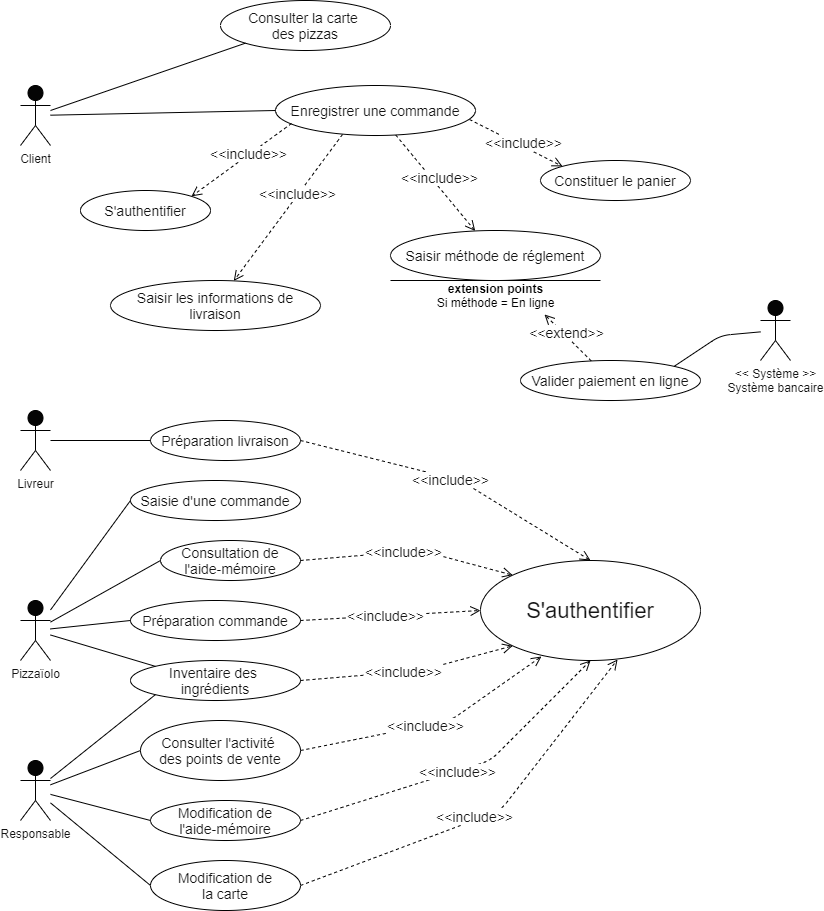 Consulter la carte
des pizzas
Client
Enregistrer une commande
<<include>>
<<include>>
<<include>>
<<include>>
S'authentifier
Constituer le panier
Saisir méthode de réglement
extension points
Si méthode = En ligne
Saisir les informations de
livraison
<<extend>>
Valider paiement en ligne
<< Système >>
Système bancaire
Livreur
Préparation livraison
<<include>>
Saisie d'une commande
Consultation de
l'aide-mémoire
<<include>>
Pizzaïolo
Préparation commande
<<include>>
S'authentifier
Inventaire des
ingrédients
<<include>>
Consulter l'activité
des points de vente
<<include>>
Responsable
Modification de
l'aide-mémoire
<<include>>
Modification de
la carte
<<include>>